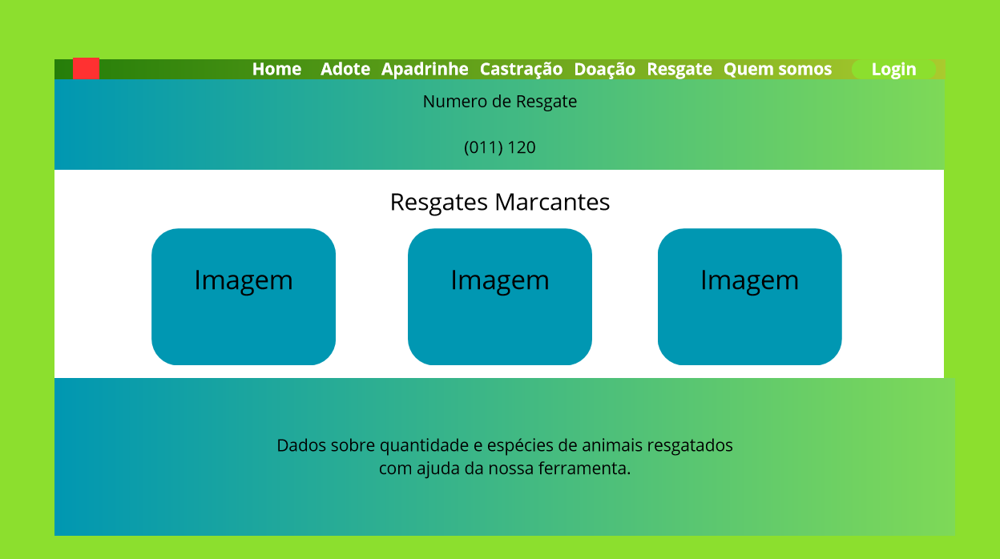 Home Adote Apadrinhe Castração Doação Resgate Quem somos Login
Numero de Resgate
(011) 120
Resgates Marcantes
Imagem Imagem Imagem
Dados sobre quantidade e espécies de animais resgatados
com ajuda da nossa ferramenta.